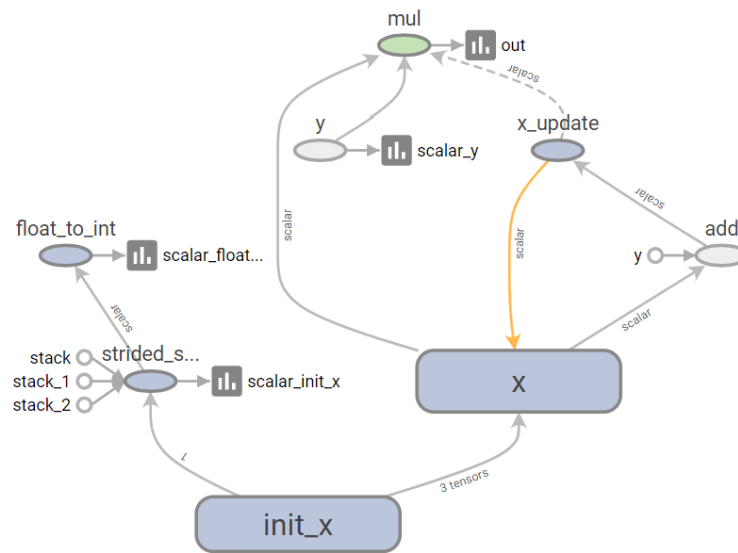 mul
out
scalar
y
x_update
scalar_y
scalar
scalar
scalar
float_to_int
add
scalar_float...
y
scalar
scalar
stack
strided_s...
stack_1
scalar_init_x
x
stack_2
1
3 tensors
init_x